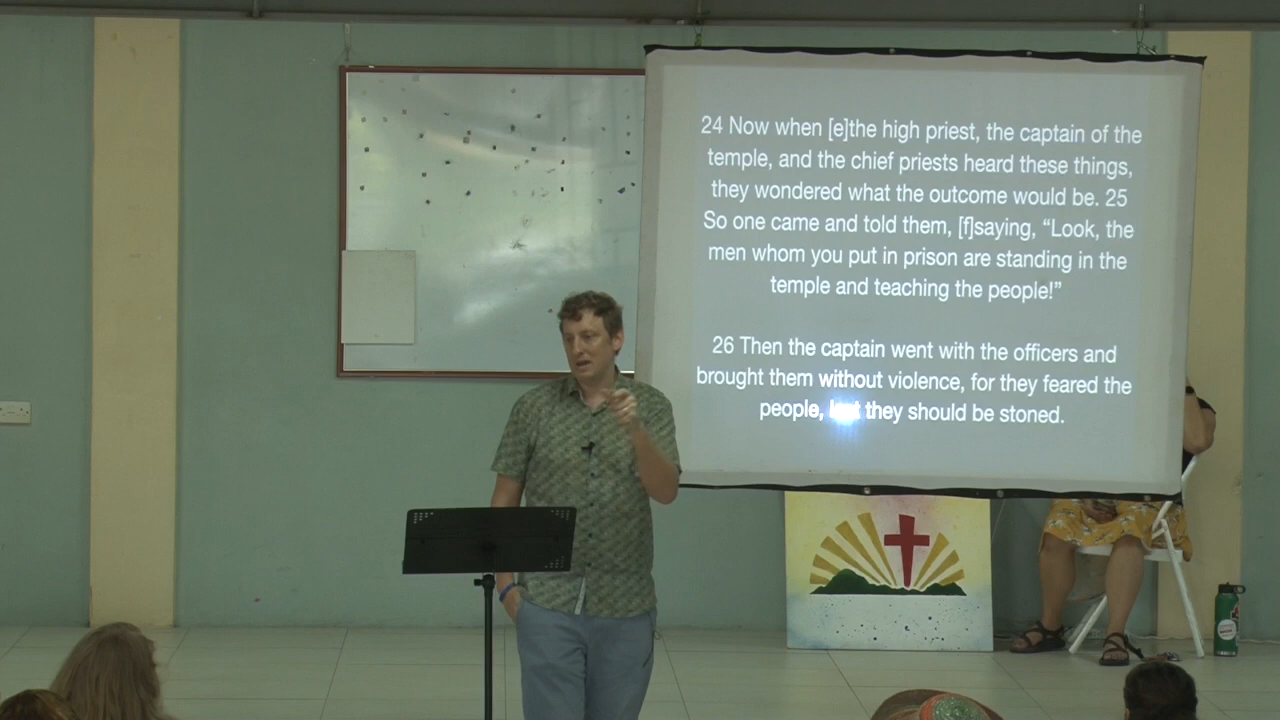 24 Now when [e]the high priest, the captain of the
temple, and the chief priests heard these things,
they wondered what the outcome would be. 25
So one came and told them, [f]saying, “Look, the
men whom you put in prison are standing in the
temple and teaching the people!”
26 Then the captain went with the officers and
brought them without violence, for they feared the
people, lest they should be stoned.